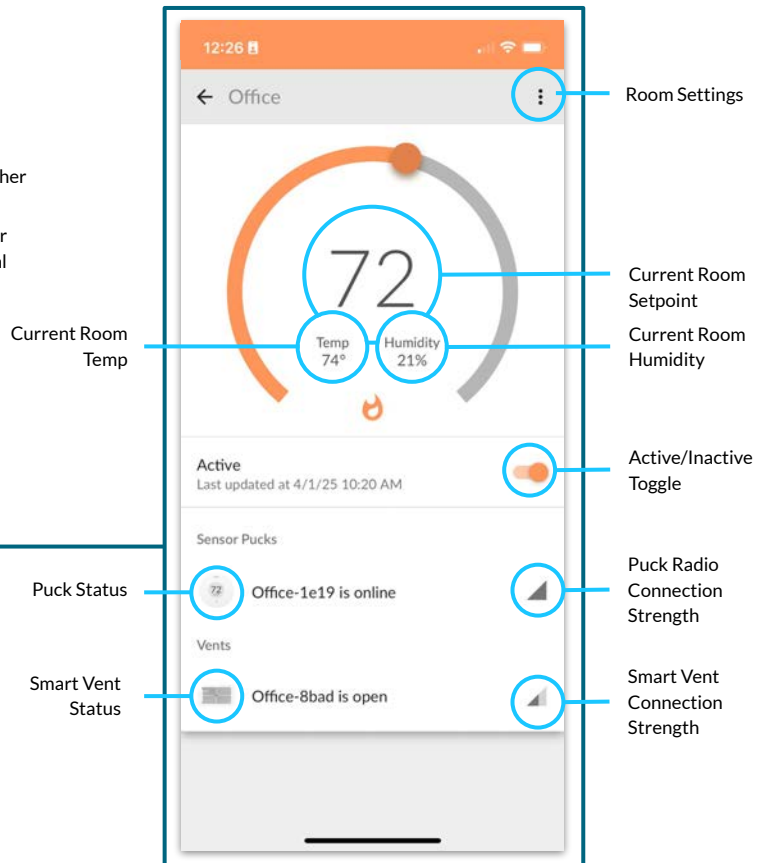 12:26
Office
Room Settings
her
r
l
72
Current Room
Setpoint
Current Room
Temp
Temp
74°
Humidity
21%
Current Room
Humidity
Active
Last updated at 4/1/25 10:20 AM
Active/Inactive
Toggle
Sensor Pucks
Puck Status
72
Office-1e19 is online
Puck Radio
Connection
Strength
Vents
Smart Vent
Status
Office-8bad is open
Smart Vent
Connection
Strength